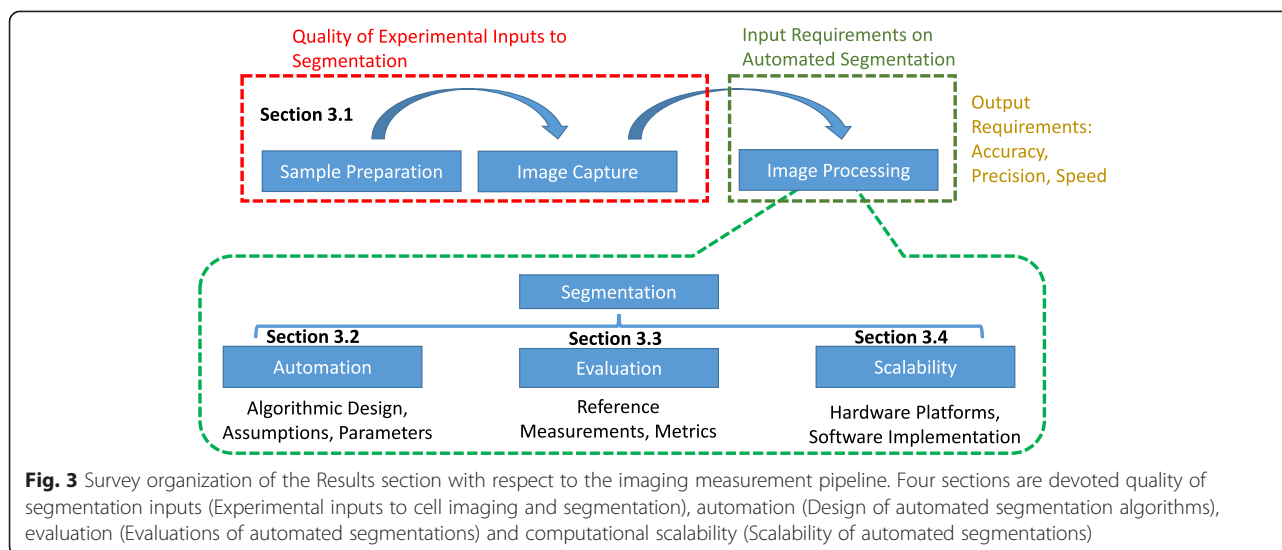 Quality of Experimental Inputs to
Segmentation
Input Requirements on
Automated Segmentation
Section 3.1
Sample Preparation
Image Capture
Image Processing
Output
Requirements:
Accuracy,
Precision, Speed
Segmentation
Section 3.2
Automation
Algorithmic Design,
Assumptions, Parameters
Section 3.3
Evaluation
Reference
Measurements, Metrics
Section 3.4
Scalability
Hardware Platforms,
Software Implementation
Fig. 3 Survey organization of the Results section with respect to the imaging measurement pipeline. Four sections are devoted quality of
segmentation inputs (Experimental inputs to cell imaging and segmentation), automation (Design of automated segmentation algorithms),
evaluation (Evaluations of automated segmentations) and computational scalability (Scalability of automated segmentations)